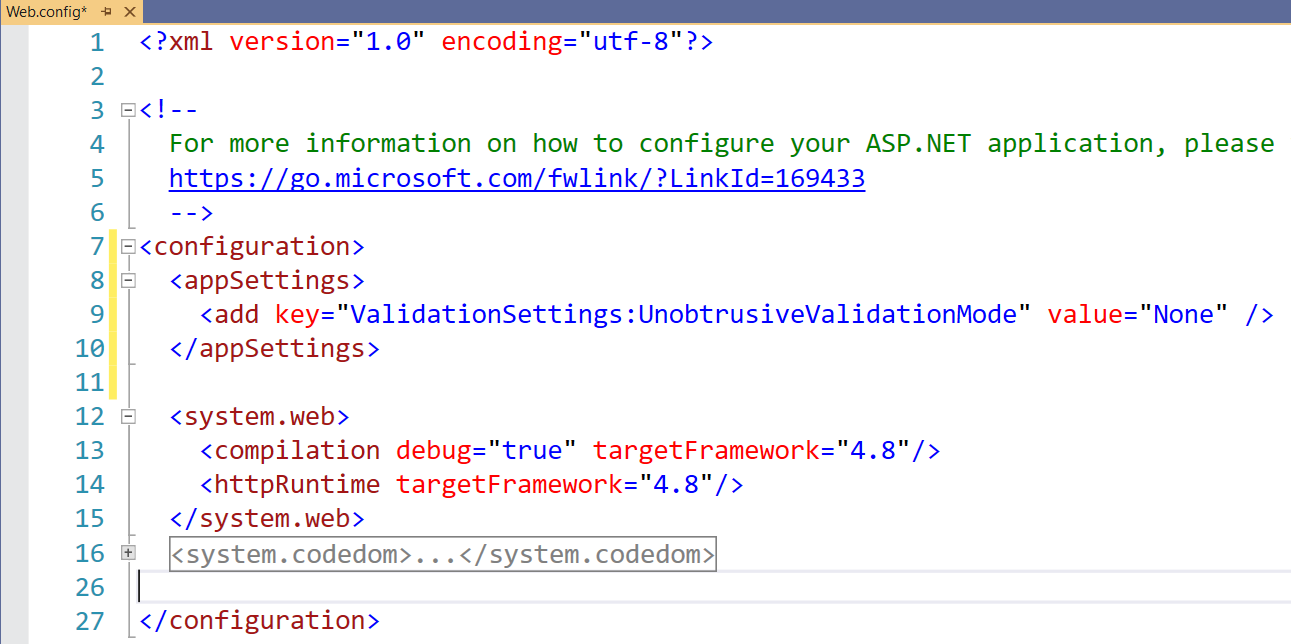 Web.config*
1 <?xml version="1.0" encoding="utf-8"?>
2
3 <!--
4 For more information on how to configure your ASP.NET application, please
5 https://go.microsoft.com/fwlink/?LinkId=169433
6 -->
7 <configuration>
8 <appSettings>
9 <add key="ValidationSettings:UnobtrusiveValidationMode" value="None" />
10 </appSettings>
11
12 <system.web>
13 <compilation debug="true" targetFramework="4.8"/>
14 <httpRuntime targetFramework="4.8"/>
15 </system.web>
16 <system.codedom>...</system.codedom>
26
27 </configuration>